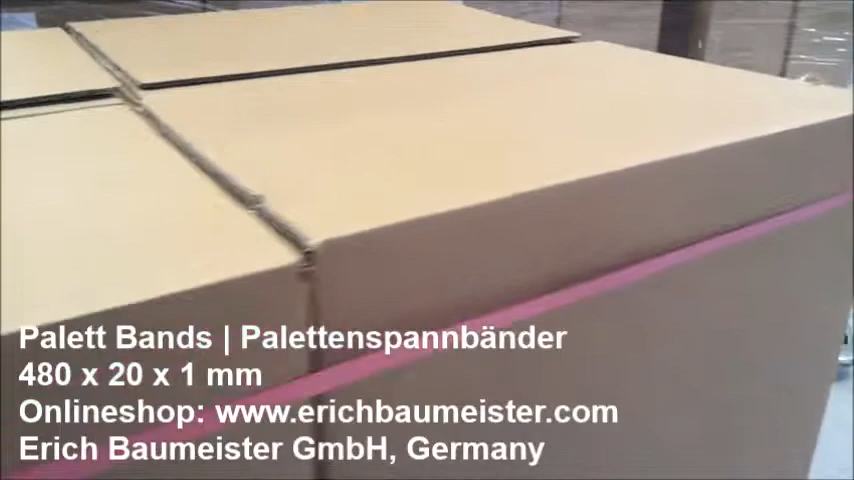 Palett Bands | Palettenspannbänder
480 x 20 x 1 mm
Onlineshop: www.erichbaumeister.com
Erich Baumeister GmbH, Germany